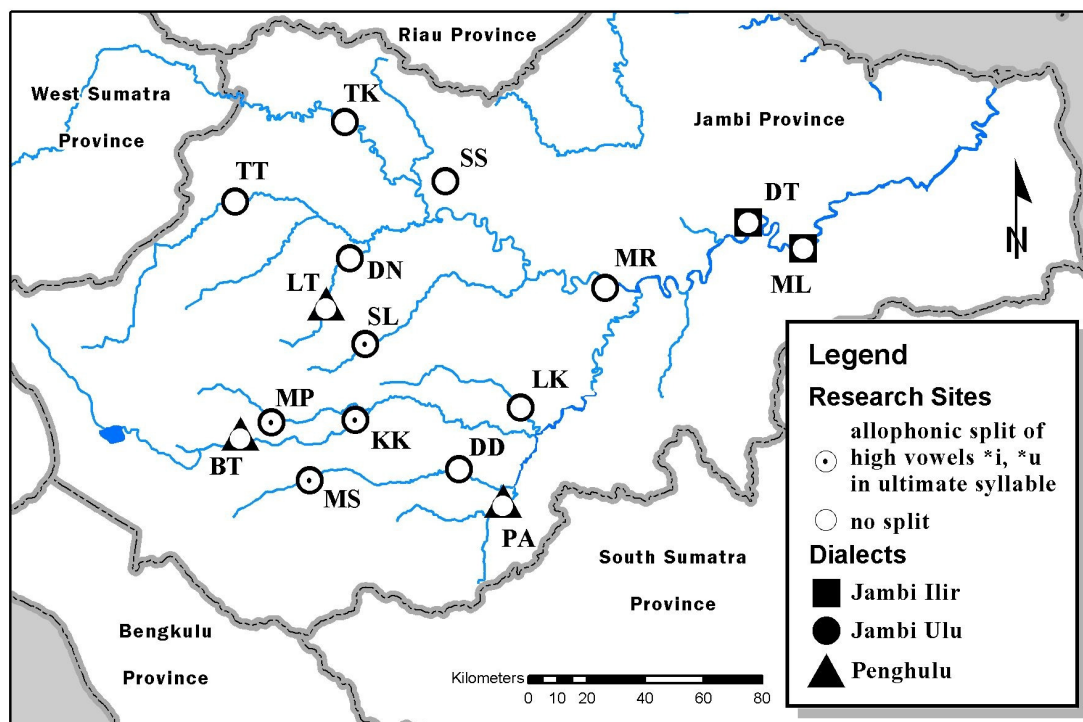 Riau Province
West Sumatra
Province
TK
Jambi Province
SS
TT
DT
DN
MR
ML
N
LT
SL
LK
MP
KK
BT
DD
MS
PA
South Sumatra
Province
Bengkulu
Province
Kilometers
0 10 20 40 60 80
Legend
Research Sites
allophonic split of
high vowels *i, *u
in ultimate syllable
no split
Dialects
Jambi Ilir
Jambi Ulu
Penghulu